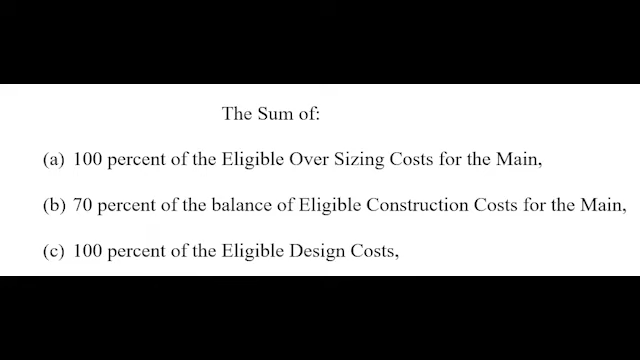 The Sum of:
(a) 100 percent of the Eligible Over Sizing Costs for the Main,
(b) 70 percent of the balance of Eligible Construction Costs for the Main,
(c) 100 percent of the Eligible Design Costs,